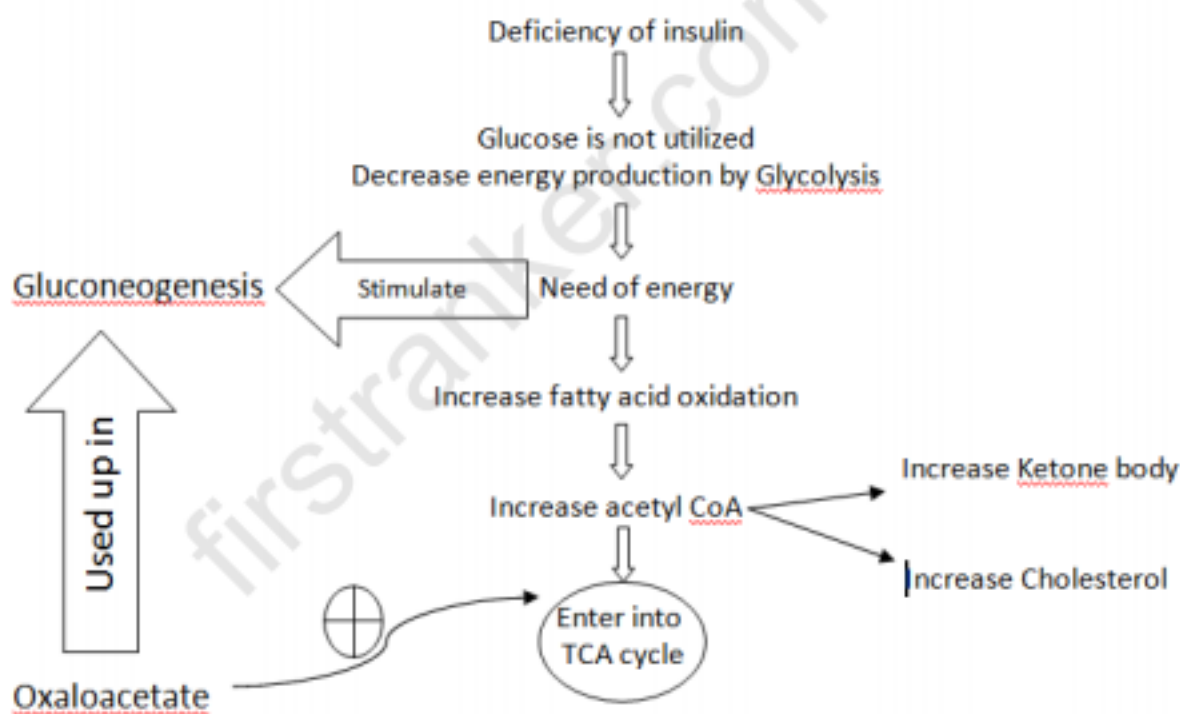 Deficiency of insulin
Glucose is not utilized
Decrease energy production by Glycolysis
Gluconeogenesis
Stimulate
Need of energy
Increase fatty acid oxidation
Increase Ketone body
Increase acetyl CoA
Increase Cholesterol
Used up in
Enter into
TCA cycle
Oxaloacetate
firstranker.com